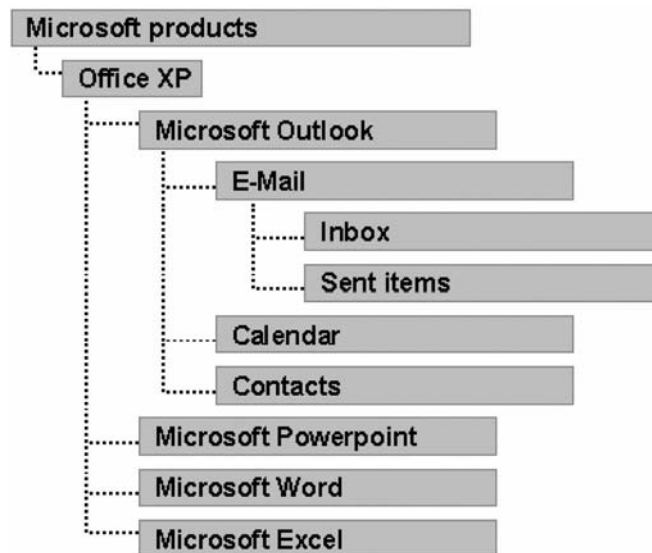 Microsoft products
Office XP
Microsoft Outlook
E-Mail
Inbox
Sent items
Calendar
Contacts
Microsoft Powerpoint
Microsoft Word
Microsoft Excel